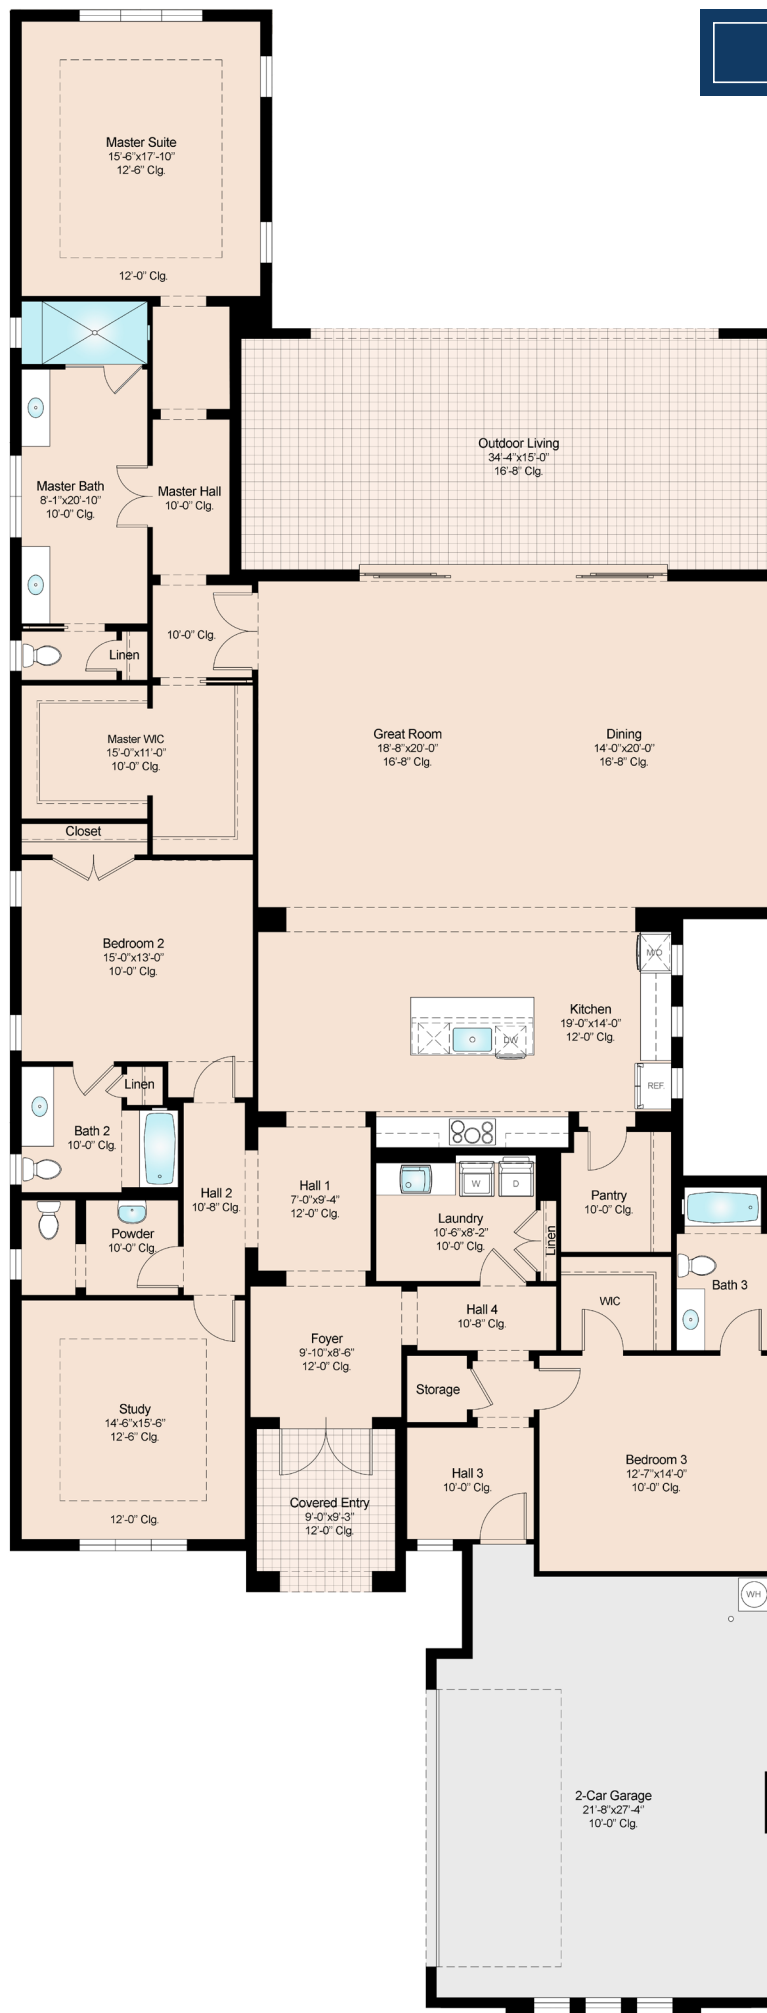 Master Suite
15'-6"x17'-10"
12'-6" Clg.
12'-0" Clg.
Outdoor Living
34'-4"x15'-0"
16'-8" Clg.
Master Bath
8'-1"x20'-10"
10'-0" Clg.
Master Hall
10'-0" Clg.
10'-0" Clg.
Linen
Master WIC
15'-0"x11'-0"
10'-0" Clg.
Great Room
18'-8"x20'-0"
16'-8" Clg.
Dining
14'-0"x20'-0"
16'-8" Clg.
Closet
Bedroom 2
15'-0"x13'-0"
10'-0" Clg.
M/O
Kitchen
19'-0"x14'-0"
12'-0" Clg.
DW
REF.
Linen
Bath 2
10'-0" Clg.
Hall 2
10'-8" Clg.
Hall 1
7'-0"x9'-4"
12'-0" Clg.
W
D
Laundry
10'-6"x8'-2"
10'-0" Clg.
Linen
Pantry
10'-0" Clg.
Powder
10'-0" Clg.
Bath 3
WIC
Hall 4
10'-8" Clg.
Foyer
9'-10"x8'-6"
12'-0" Clg.
Storage
Study
14'-6"x15'-6"
12'-6" Clg.
12'-0" Clg.
Hall 3
10'-0" Clg.
Bedroom 3
12'-7"x14'-0"
10'-0" Clg.
Covered Entry
9'-0"x9'-3"
12'-0" Clg.
WH
2-Car Garage
21'-8"x27'-4"
10'-0" Clg.